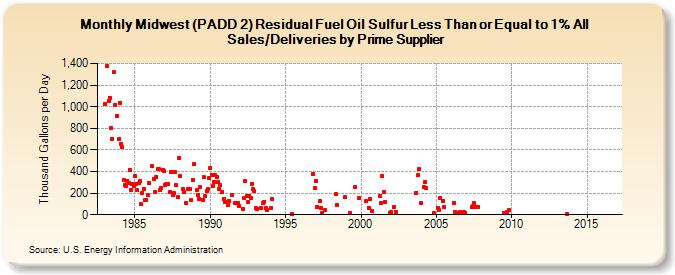 Monthly Midwest (PADD 2) Residual Fuel Oil Sulfur Less Than or Equal to 1% All
Sales/Deliveries by Prime Supplier
Thousand Gallons per Day
1,400
1,200
1,000
800
600
400
200
0
1985 1990 1995 2000 2005 2010 2015
Source: U.S. Energy Information Administration